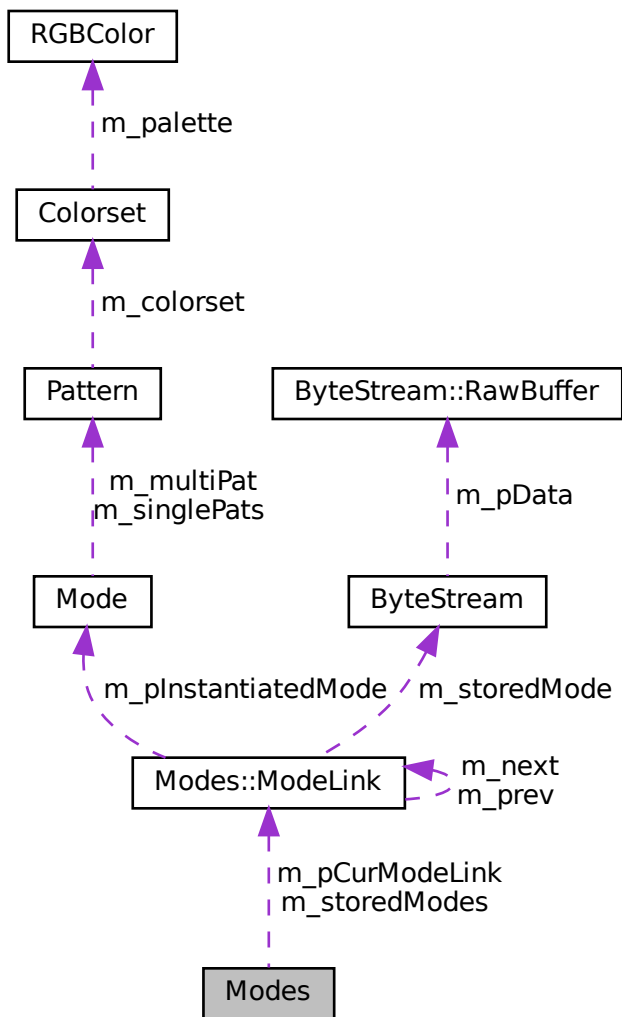 RGBColor
m_palette
Colorset
m_colorset
Pattern
ByteStream::RawBuffer
m_multiPat
m_singlePats
m_pData
Mode
ByteStream
m_pInstantiatedMode
m_storedMode
Modes::ModeLink
m_next
m_prev
m_pCurModeLink
m_storedModes
Modes